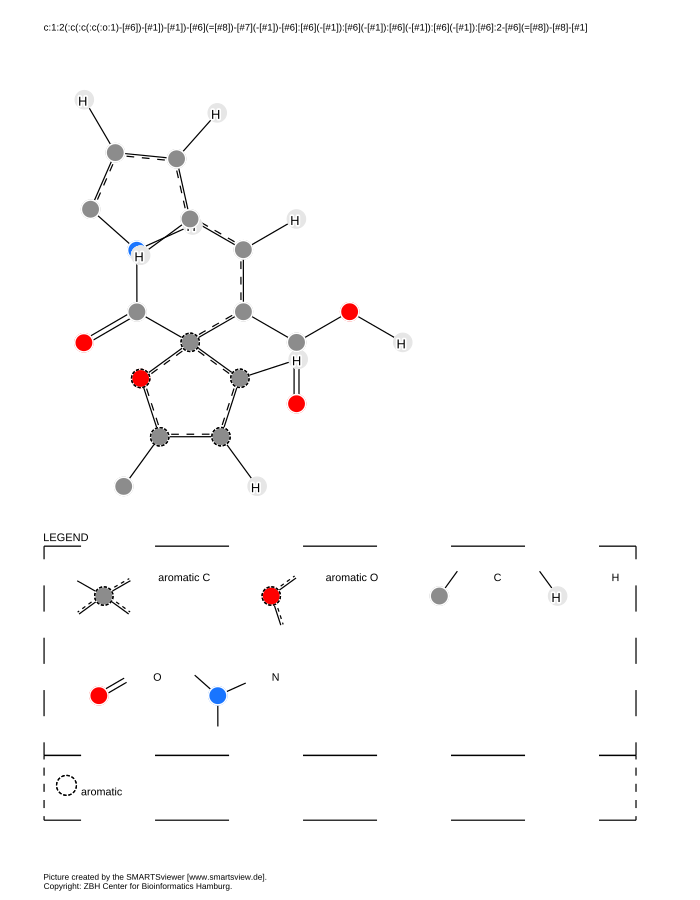 c:1:2(:c(:c(:c(:o:1)-[#6])-[#1])-[#1])-[#6](=[#8])-[#7](-[#1])-[#6]:[#6](-[#1]):[#6](-[#1]):[#6](-[#1]):[#6]:2-[#6](=[#8])-[#8]-[#1]
H
H
H
H
H
H
H
H
LEGEND
aromatic C
aromatic O
C
H
H
O
N
aromatic
Picture created by the SMARTSviewer [www.smartsview.de].
Copyright: ZBH Center for Bioinformatics Hamburg.